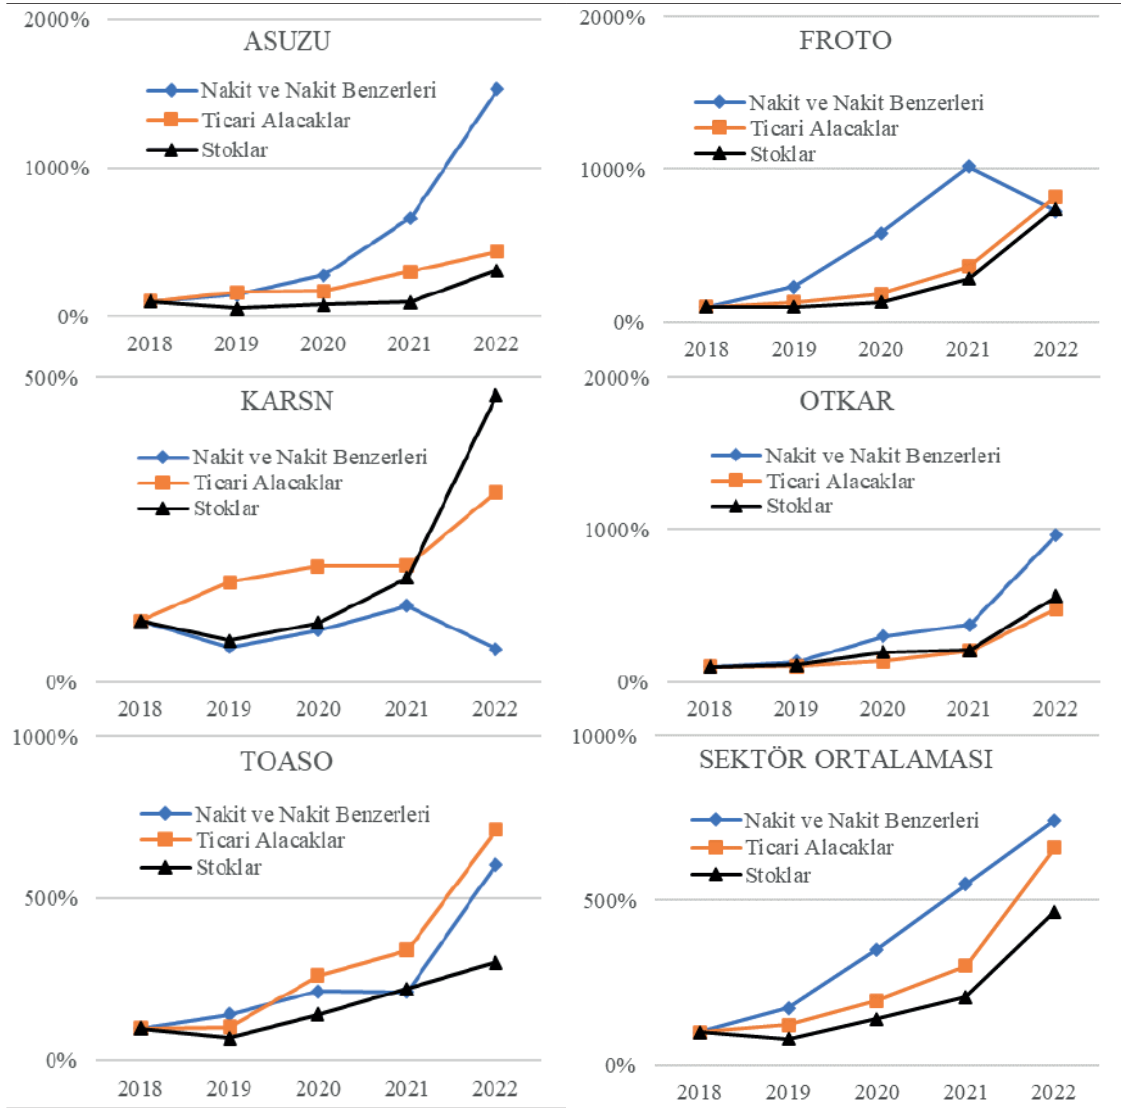 2000%
ASUZU
Nakit ve Nakit Benzerleri
Ticari Alacaklar
Stoklar
1000%
0%
2018 2019 2020 2021 2022
2000%
FROTO
Nakit ve Nakit Benzerleri
Ticari Alacaklar
Stoklar
1000%
0%
2018 2019 2020 2021 2022
500%
KARSN
Nakit ve Nakit Benzerleri
Ticari Alacaklar
Stoklar
0%
2018 2019 2020 2021 2022
2000%
OTKAR
Nakit ve Nakit Benzerleri
Ticari Alacaklar
Stoklar
1000%
0%
2018 2019 2020 2021 2022
1000%
TOASO
Nakit ve Nakit Benzerleri
Ticari Alacaklar
Stoklar
500%
0%
2018 2019 2020 2021 2022
1000%
SEKTÖR ORTALAMASI
Nakit ve Nakit Benzerleri
Ticari Alacaklar
Stoklar
500%
0%
2018 2019 2020 2021 2022